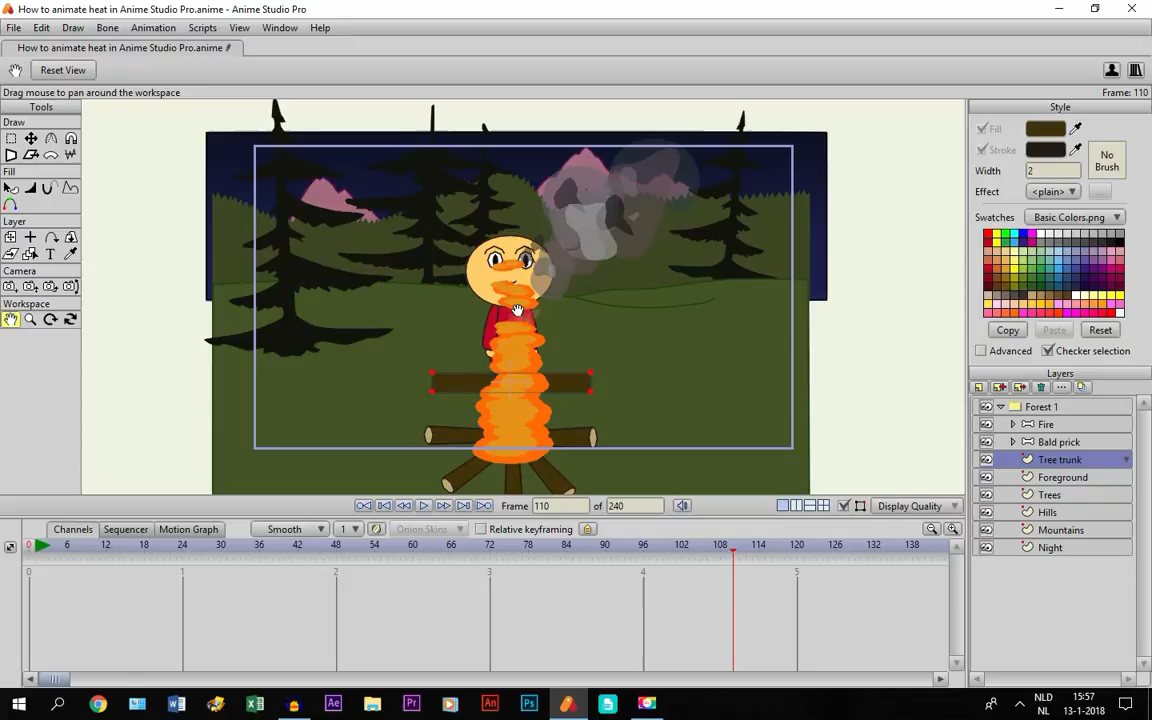 How to animate heat in Anime Studio Pro.anime - Anime Studio Pro
File Edit Draw Bone Animation Scripts View Window Help
How to animate heat in Anime Studio Pro.anime
Reset View
Drag mouse to pan around the workspace
Frame: 110
Tools
Draw
Fill
Layer
Camera
Workspace
Style
Fill
Stroke
No Brush
Width 2
Effect <plain> ...
Swatches Basic Colors.png
Copy Paste Reset
Advanced Checker selection
Layers
Forest 1
Fire
Bald prick
Tree trunk
Foreground
Trees
Hills
Mountains
Night
Frame 110 of 240 Display Quality
Channels Sequencer Motion Graph Smooth 1 Onion Skins Relative keyframing
0 6 12 18 24 30 36 42 48 54 60 66 72 78 84 90 96 102 108 114 120 126 132 138
0 1 2 3 4 5
NLD 15:57
NL 13-1-2018